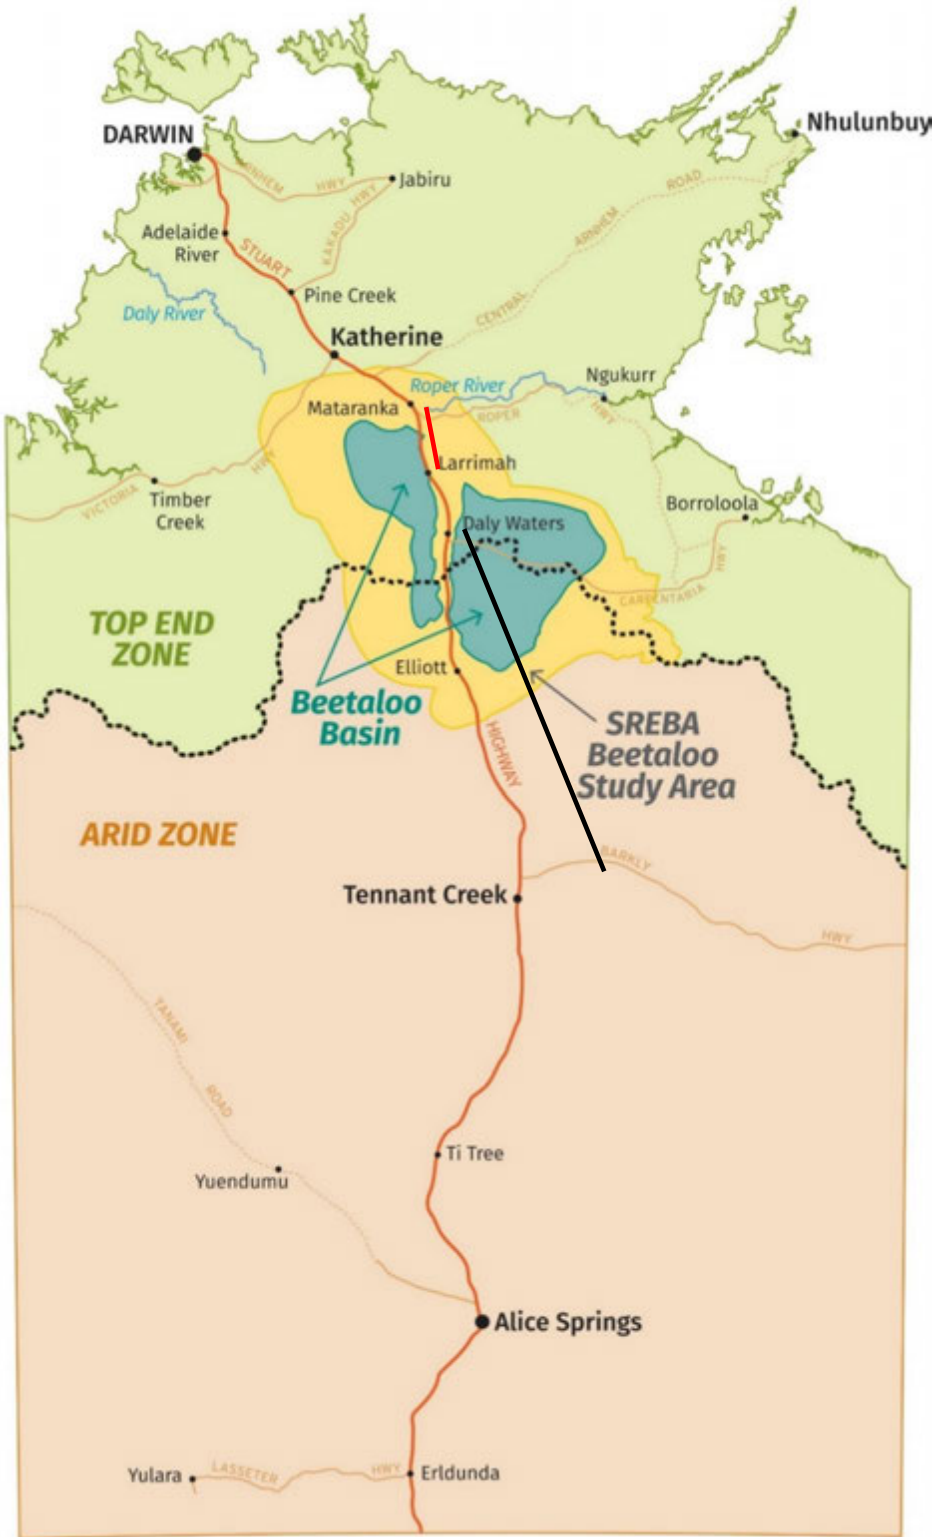 DARWIN
Nhulunbuy
ARNHEM
HWY
Jabiru
KAKADU HWY
ROAD
ARNHEM
CENTRAL
Adelaide
River
STUART
Pine Creek
Daly River
Katherine
Roper River
Ngukurr
Mataranka
ROPER
HWY
Larrimah
HWY
VICTORIA
Timber
Creek
Borroloola
Daly Waters
HWY
CARPENTARIA
TOP END
ZONE
Elliott
Beetaloo
Basin
HIGHWAY
SREBA
Beetaloo
Study Area
ARID ZONE
BARKLY
Tennant Creek
HWY
TANAMI
ROAD
Ti Tree
Yuendumu
Alice Springs
Yulara
LASSETER
HWY
Erldunda